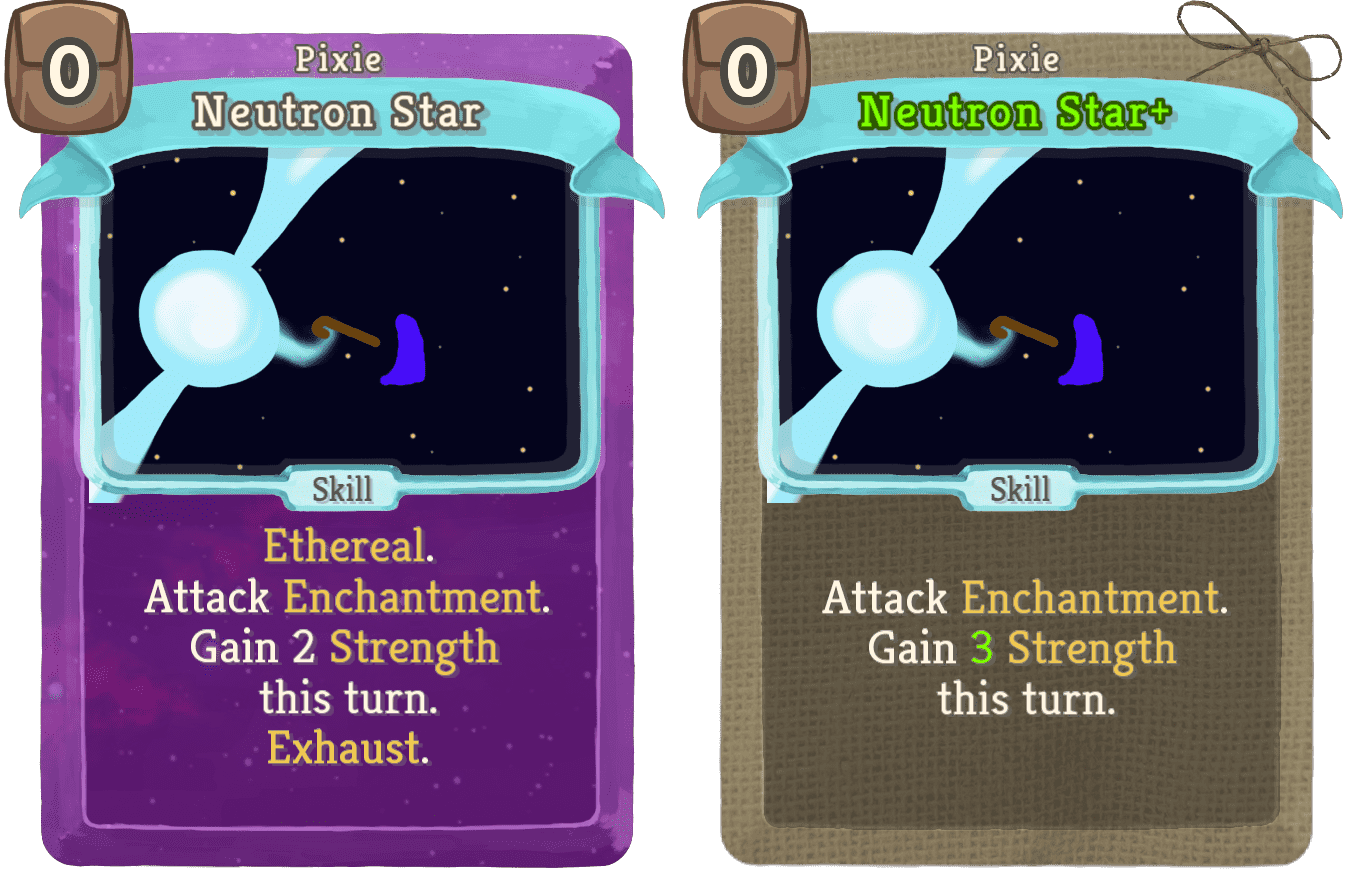 0
Pixie
Neutron Star
Skill
Ethereal.
Attack Enchantment.
Gain 2 Strength
this turn.
Exhaust.
0
Pixie
Neutron Star+
Skill
Attack Enchantment.
Gain 3 Strength
this turn.